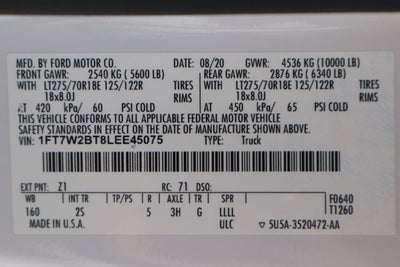 MFD. BY FORD MOTOR CO. 08/20 GVWR: 4536 KG (10000 LB)
FRONT GAWR: 2540 KG (5600 LB) REAR GAWR: 2876 KG (6340 LB)
WITH LT275/70R18E 125/122R TIRES WITH LT275/70R18E 125/122R TIRES
18x8.0J RIMS 18x8.0J RIMS
AT 420 kPa/ 60 PSI COLD AT 450 kPa/ 65 PSI COLD
THIS VEHICLE CONFORMS TO ALL APPLICABLE FEDERAL MOTOR VEHICLE
SAFETY STANDARDS IN EFFECT ON THE DATE OF MANUFACTURE SHOWN ABOVE.
VIN: 1FT7W2BT8LEE45075 TYPE: Truck
EXT PNT: Z1 RC: 71 DSO: F0640
WB INT TR TP/PS R AXLE TR SPR T1260
160 2S 5 3H G LLLL
MADE IN U.S.A. ULC 5U5A-3520472-AA